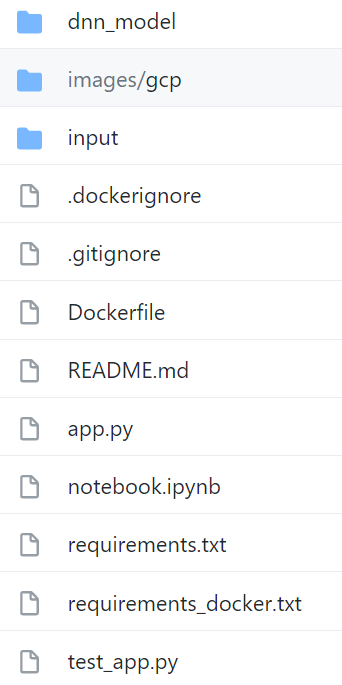 dnn_model
images/gcp
input
.dockerignore
.gitignore
Dockerfile
README.md
app.py
notebook.ipynb
requirements.txt
requirements_docker.txt
test_app.py